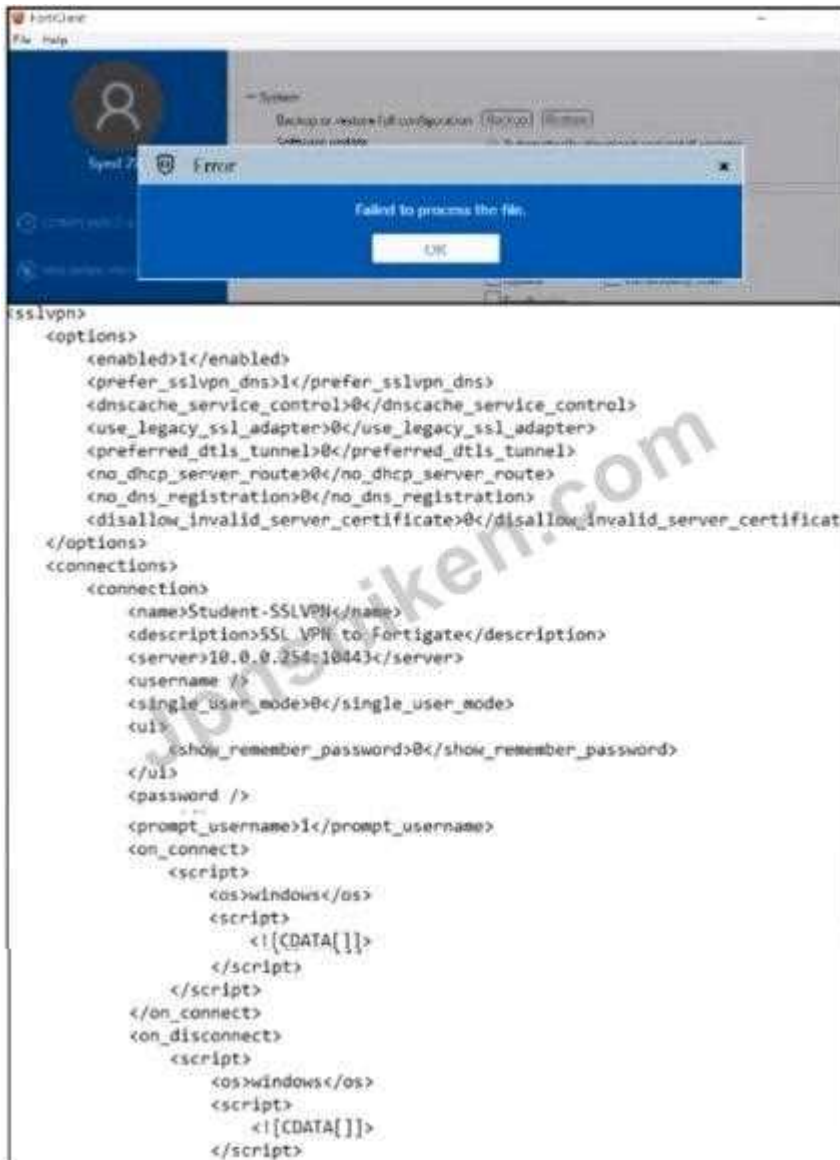 FortiClient
File Help
System
Backup or restore full configuration Backup Restore
Error
Failed to process the file.
OK
<sslvpn>
<options>
<enabled>1</enabled>
<prefer_sslvpn_dns>1</prefer_sslvpn_dns>
<dnscache_service_control>0</dnscache_service_control>
<use_legacy_ssl_adapter>0</use_legacy_ssl_adapter>
<preferred_dtls_tunnel>0</preferred_dtls_tunnel>
<no_dhcp_server_route>0</no_dhcp_server_route>
<no_dns_registration>0</no_dns_registration>
<disallow_invalid_server_certificate>0</disallow_invalid_server_certificat
</options>
<connections>
<connection>
<name>Student-SSLVPN</name>
<description>SSL VPN to Fortigate</description>
<server>10.0.0.254:10443</server>
<username />
<single_user_mode>0</single_user_mode>
<ui>
<show_remember_password>0</show_remember_password>
</ui>
<password />
<prompt_username>1</prompt_username>
<on_connect>
<script>
<os>windows</os>
<script>
<![CDATA[]]>
</script>
</script>
</on_connect>
<on_disconnect>
<script>
<os>windows</os>
<script>
<![CDATA[]]>
</script>
Jpnshiken.com